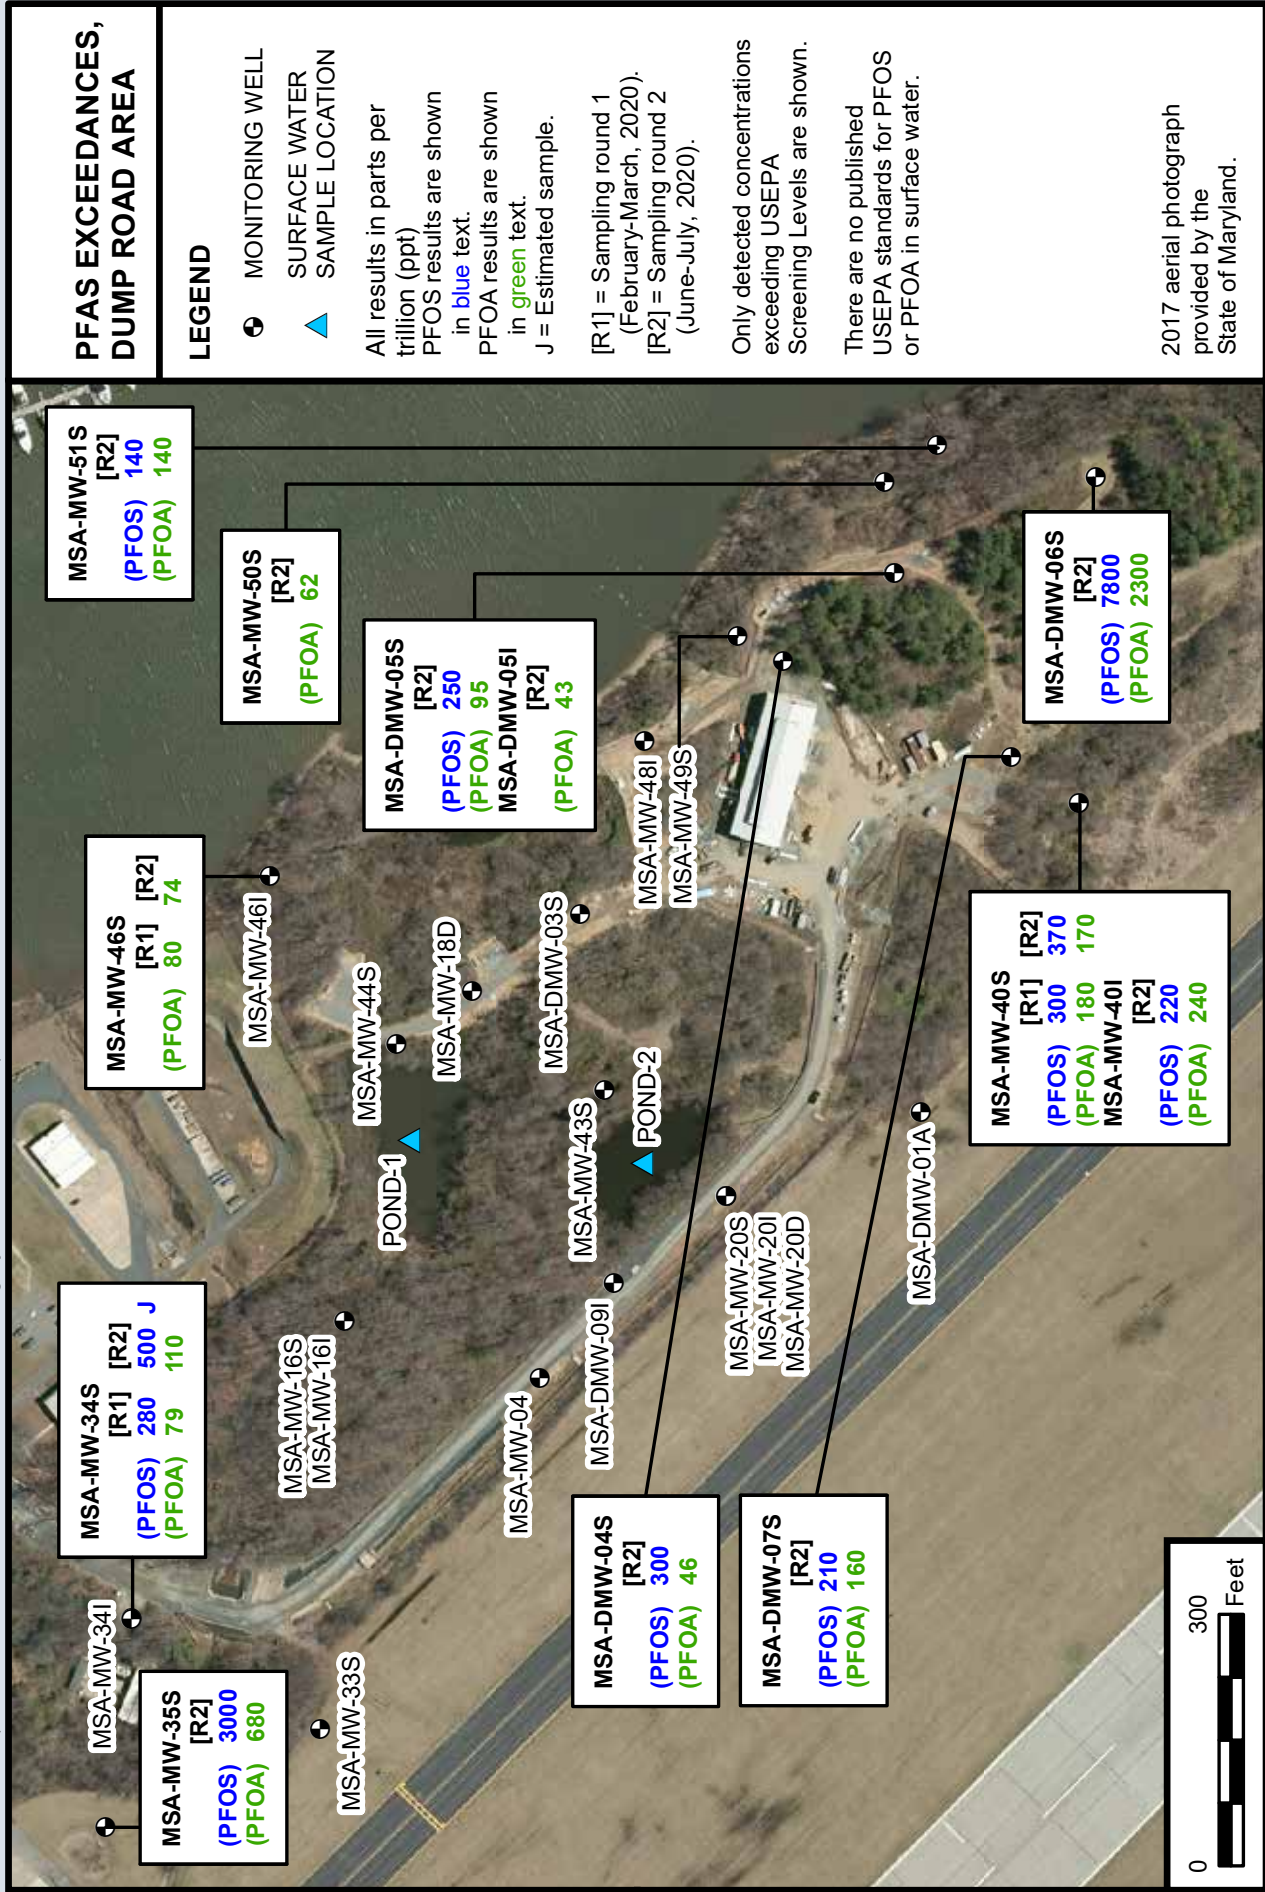 PFAS EXCEEDANCES,
DUMP ROAD AREA
LEGEND
MONITORING WELL
SURFACE WATER
SAMPLE LOCATION
All results in parts per
trillion (ppt)
PFOS results are shown
in blue text.
PFOA results are shown
in green text.
J = Estimated sample.
[R1] = Sampling round 1
(February-March, 2020).
[R2] = Sampling round 2
(June-July, 2020).
Only detected concentrations
exceeding USEPA
Screening Levels are shown.
There are no published
USEPA standards for PFOS
or PFOA in surface water.
2017 aerial photograph
provided by the
State of Maryland.
MSA-MW-51S
[R2]
(PFOS) 140
(PFOA) 140
MSA-MW-50S
[R2]
(PFOA) 62
MSA-DMW-05S
[R2]
(PFOS) 250
(PFOA) 95
MSA-DMW-05I
[R2]
(PFOA) 43
MSA-MW-46S
[R1] [R2]
(PFOA) 80 74
MSA-MW-46I
MSA-MW-44S
MSA-MW-18D
MSA-DMW-03S
MSA-MW-48I
MSA-MW-49S
POND-1
MSA-MW-43S
POND-2
MSA-MW-34S
[R1] [R2]
(PFOS) 280 500 J
(PFOA) 79 110
MSA-MW-34I
MSA-MW-16S
MSA-MW-16I
MSA-MW-04
MSA-DMW-09I
MSA-MW-20S
MSA-MW-20I
MSA-MW-20D
MSA-DMW-01A
MSA-MW-35S
[R2]
(PFOS) 3000
(PFOA) 680
MSA-MW-33S
MSA-DMW-04S
[R2]
(PFOS) 300
(PFOA) 46
MSA-DMW-07S
[R2]
(PFOS) 210
(PFOA) 160
MSA-MW-40S
[R1] [R2]
(PFOS) 300 370
(PFOA) 180 170
MSA-MW-40I
[R2]
(PFOS) 220
(PFOA) 240
MSA-DMW-06S
[R2]
(PFOS) 7800
(PFOA) 2300
0 300
Feet